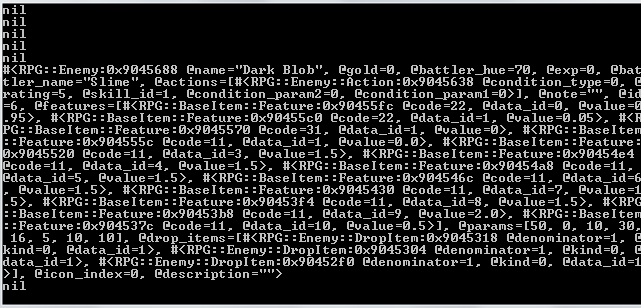 nil
nil
nil
nil
nil
#<RPG::Enemy:0x9045688 @name="Dark Blob", @gold=0, @battler_hue=70, @exp=0, @bat
tler_name="Slime", @actions=[#<RPG::Enemy::Action:0x9045638 @condition_type=0, @
rating=5, @skill_id=1, @condition_param2=0, @condition_param1=0>], @note="", @id
=6, @features=[#<RPG::BaseItem::Feature:0x90455fc @code=22, @data_id=0, @value=0
.95>, #<RPG::BaseItem::Feature:0x90455c0 @code=22, @data_id=1, @value=0.05>, #<R
PG::BaseItem::Feature:0x9045570 @code=31, @data_id=1, @value=0>, #<RPG::BaseItem
::Feature:0x904555c @code=11, @data_id=1, @value=0.0>, #<RPG::BaseItem::Feature:
0x9045520 @code=11, @data_id=3, @value=1.5>, #<RPG::BaseItem::Feature:0x90454e4
@code=11, @data_id=4, @value=1.5>, #<RPG::BaseItem::Feature:0x90454a8 @code=11,
@data_id=5, @value=1.5>, #<RPG::BaseItem::Feature:0x904546c @code=11, @data_id=6
, @value=1.5>, #<RPG::BaseItem::Feature:0x9045430 @code=11, @data_id=7, @value=1
.5>, #<RPG::BaseItem::Feature:0x90453f4 @code=11, @data_id=8, @value=1.5>, #<RPG
::BaseItem::Feature:0x90453b8 @code=11, @data_id=9, @value=2.0>, #<RPG::BaseItem
::Feature:0x904537c @code=11, @data_id=10, @value=0.5>], @params=[50, 0, 10, 30,
 16, 5, 10, 10], @drop_items=[#<RPG::Enemy::DropItem:0x9045318 @denominator=1, @
kind=0, @data_id=1>, #<RPG::Enemy::DropItem:0x9045304 @denominator=1, @kind=0, @
data_id=1>, #<RPG::Enemy::DropItem:0x90452f0 @denominator=1, @kind=0, @data_id=1
>], @icon_index=0, @description="">
nil